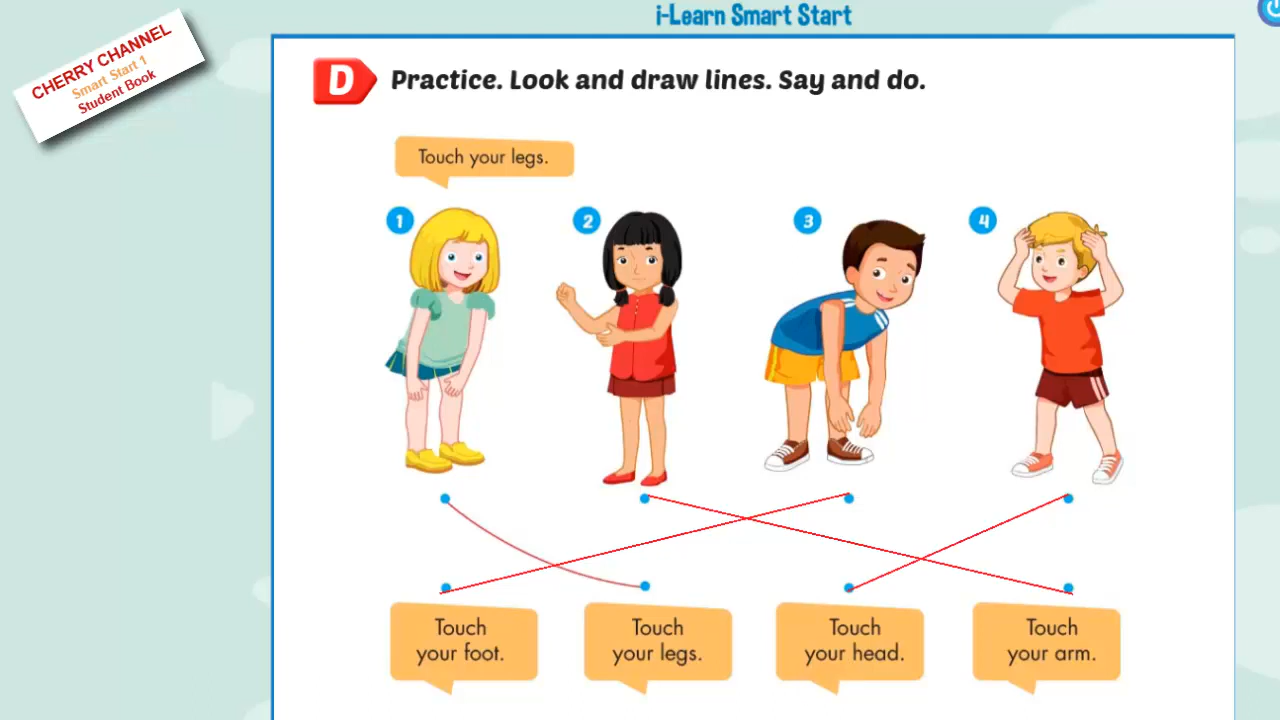 i-Learn Smart Start
CHERRY CHANNEL
Smart Start 1
Student Book
D Practice. Look and draw lines. Say and do.
Touch your legs.
1 2 3 4
Touch
your foot.
Touch
your legs.
Touch
your head.
Touch
your arm.